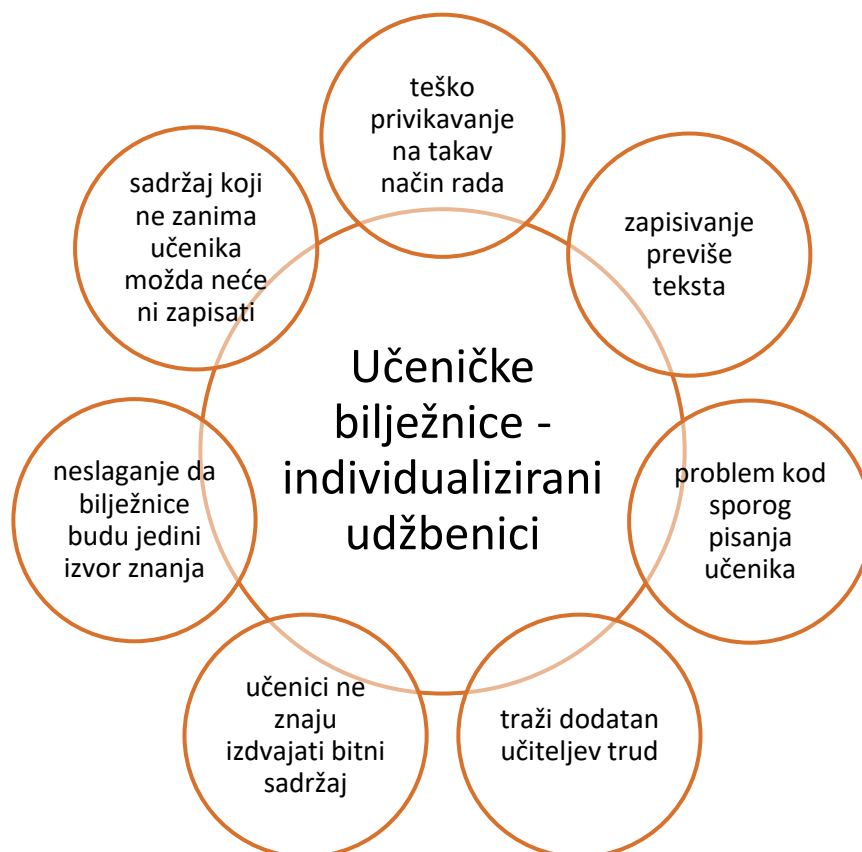 teško
privikavanje
na takav
način rada
zapisivanje
previše
teksta
problem kod
sporog
pisanja
učenika
traži dodatan
učiteljev trud
učenici ne
znaju
izdvajati bitni
sadržaj
neslaganje da
bilježnice
budu jedini
izvor znanja
sadržaj koji
ne zanima
učenika
možda neće
ni zapisati
Učeničke
bilježnice -
individualizirani
udžbenici